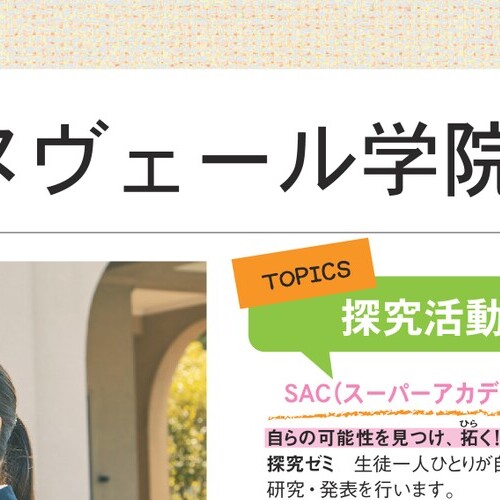 ヌヴェール学院
TOPICS
探究活動
SAC(スーパーアカデ
自らの可能性を見つけ、拓く!
ひら
探究ゼミ 生徒一人ひとりが自
研究・発表を行います。